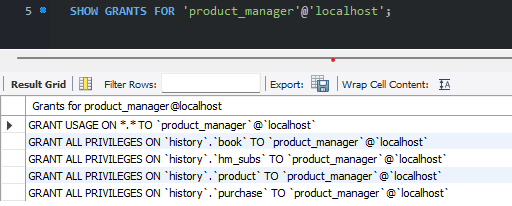 5 SHOW GRANTS FOR 'product_manager'@'localhost';
Result Grid Filter Rows: Export: Wrap Cell Content: IA
Grants for product_manager@localhost
GRANT USAGE ON *.* TO `product_manager`@`localhost`
GRANT ALL PRIVILEGES ON `history`.`book` TO `product_manager`@`localhost`
GRANT ALL PRIVILEGES ON `history`.`hm_subs` TO `product_manager`@`localhost`
GRANT ALL PRIVILEGES ON `history`.`product` TO `product_manager`@`localhost`
GRANT ALL PRIVILEGES ON `history`.`purchase` TO `product_manager`@`localhost`